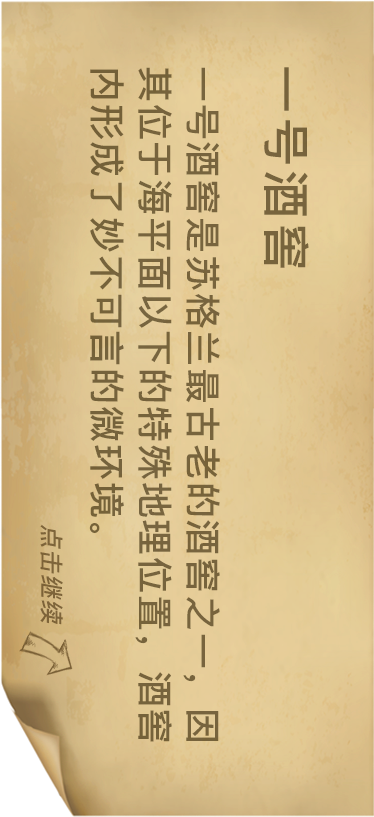 一号酒窖
一号酒窖是苏格兰最古老的酒窖之一，因
其位于海平面以下的特殊地理位置，酒窖
内形成了妙不可言的微环境。
点击继续